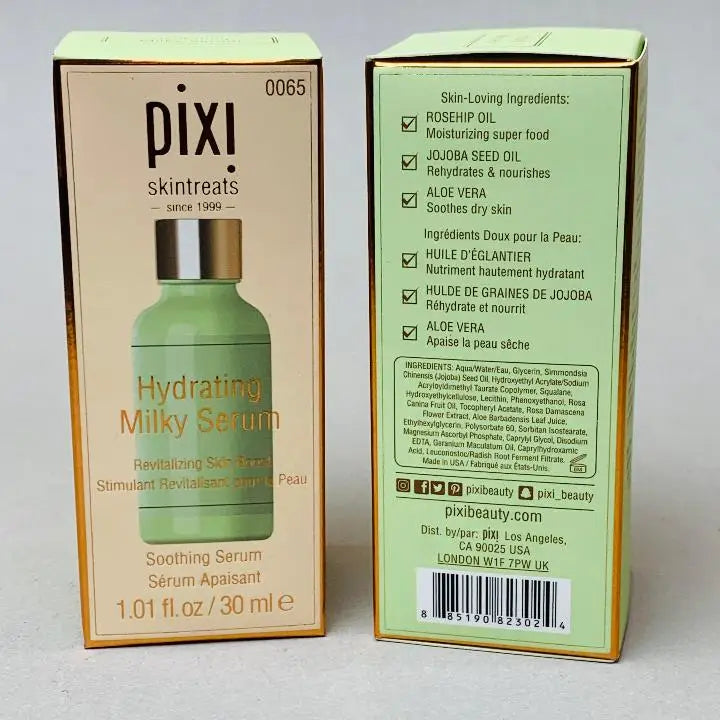 0065
pixi
skintreats
— since 1999 —
Hydrating
Milky Serum
Revitalizing Skin Boost
Stimulant Revitalisant pour la Peau
Soothing Serum
Sérum Apaisant
1.01 fl.oz / 30 ml e
Skin-Loving Ingredients:
ROSEHIP OIL
Moisturizing super food
JOJOBA SEED OIL
Rehydrates & nourishes
ALOE VERA
Soothes dry skin
Ingrédients Doux pour la Peau:
HUILE D'ÉGLANTIER
Nutriment hautement hydratant
HULDE DE GRAINES DE JOJOBA
Réhydrate et nourrit
ALOE VERA
Apaise la peau sêche
INGREDIENTS: Aqua/Water/Eau, Glycerin, Simmondsia
Chinensis (Jojoba) Seed Oil, Hydroxyethyl Acrylate/Sodium
Acryloyldimethyl Taurate Copolymer, Squalane,
Hydroxyethylcellulose, Lecithin, Phenoxyethanol, Rosa
Canina Fruit Oil, Tocopheryl Acetate, Rosa Damascena
Flower Extract, Aloe Barbadensis Leaf Juice,
Ethylhexylglycerin, Polysorbate 60, Sorbitan Isostearate,
Magnesium Ascorbyl Phosphate, Caprylyl Glycol, Disodium
EDTA, Geranium Maculatum Oil, Caprylhydroxamic
Acid, Leuconostoc/Radish Root Ferment Filtrate.
Made in USA / Fabriqué aux États-Unis.
6M
pixibeauty pixi_beauty
pixibeauty.com
Dist. by/par: pixi Los Angeles,
CA 90025 USA
LONDON W1F 7PW UK
8 85190 82302 4